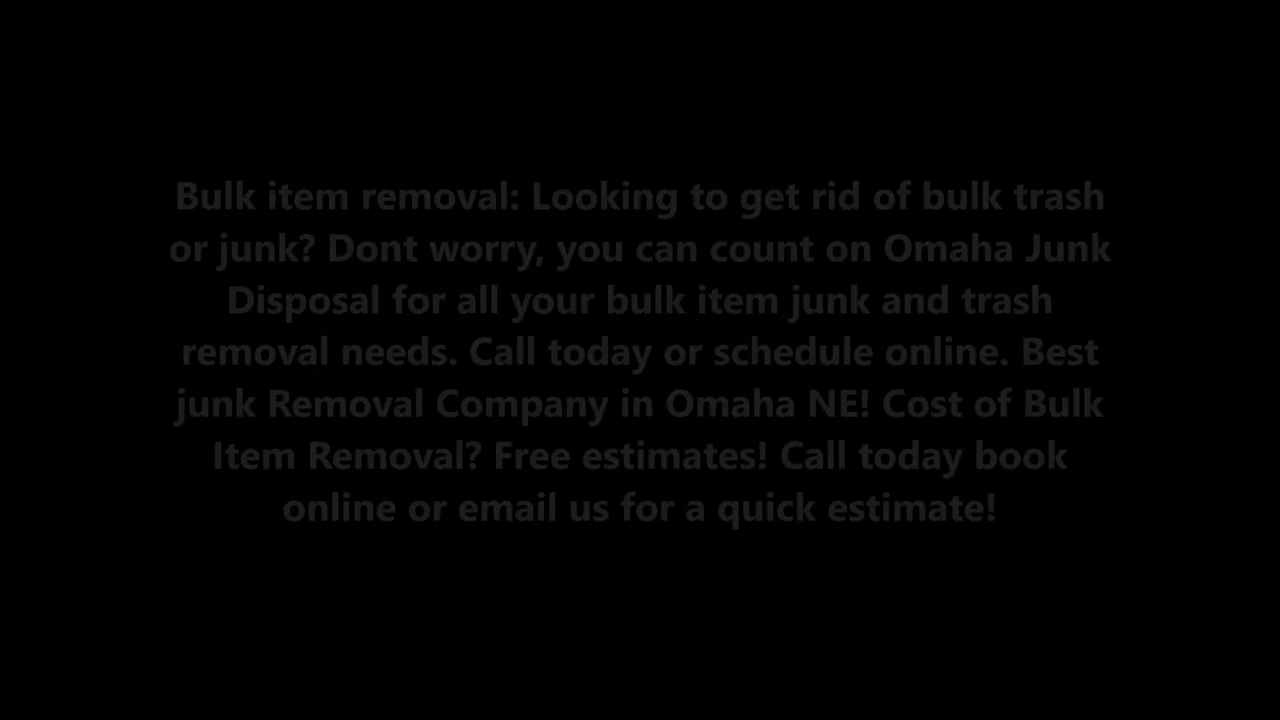 Bulk item removal: Looking to get rid of bulk trash
or junk? Dont worry, you can count on Omaha Junk
Disposal for all your bulk item junk and trash
removal needs. Call today or schedule online. Best
junk Removal Company in Omaha NE! Cost of Bulk
Item Removal? Free estimates! Call today book
online or email us for a quick estimate!